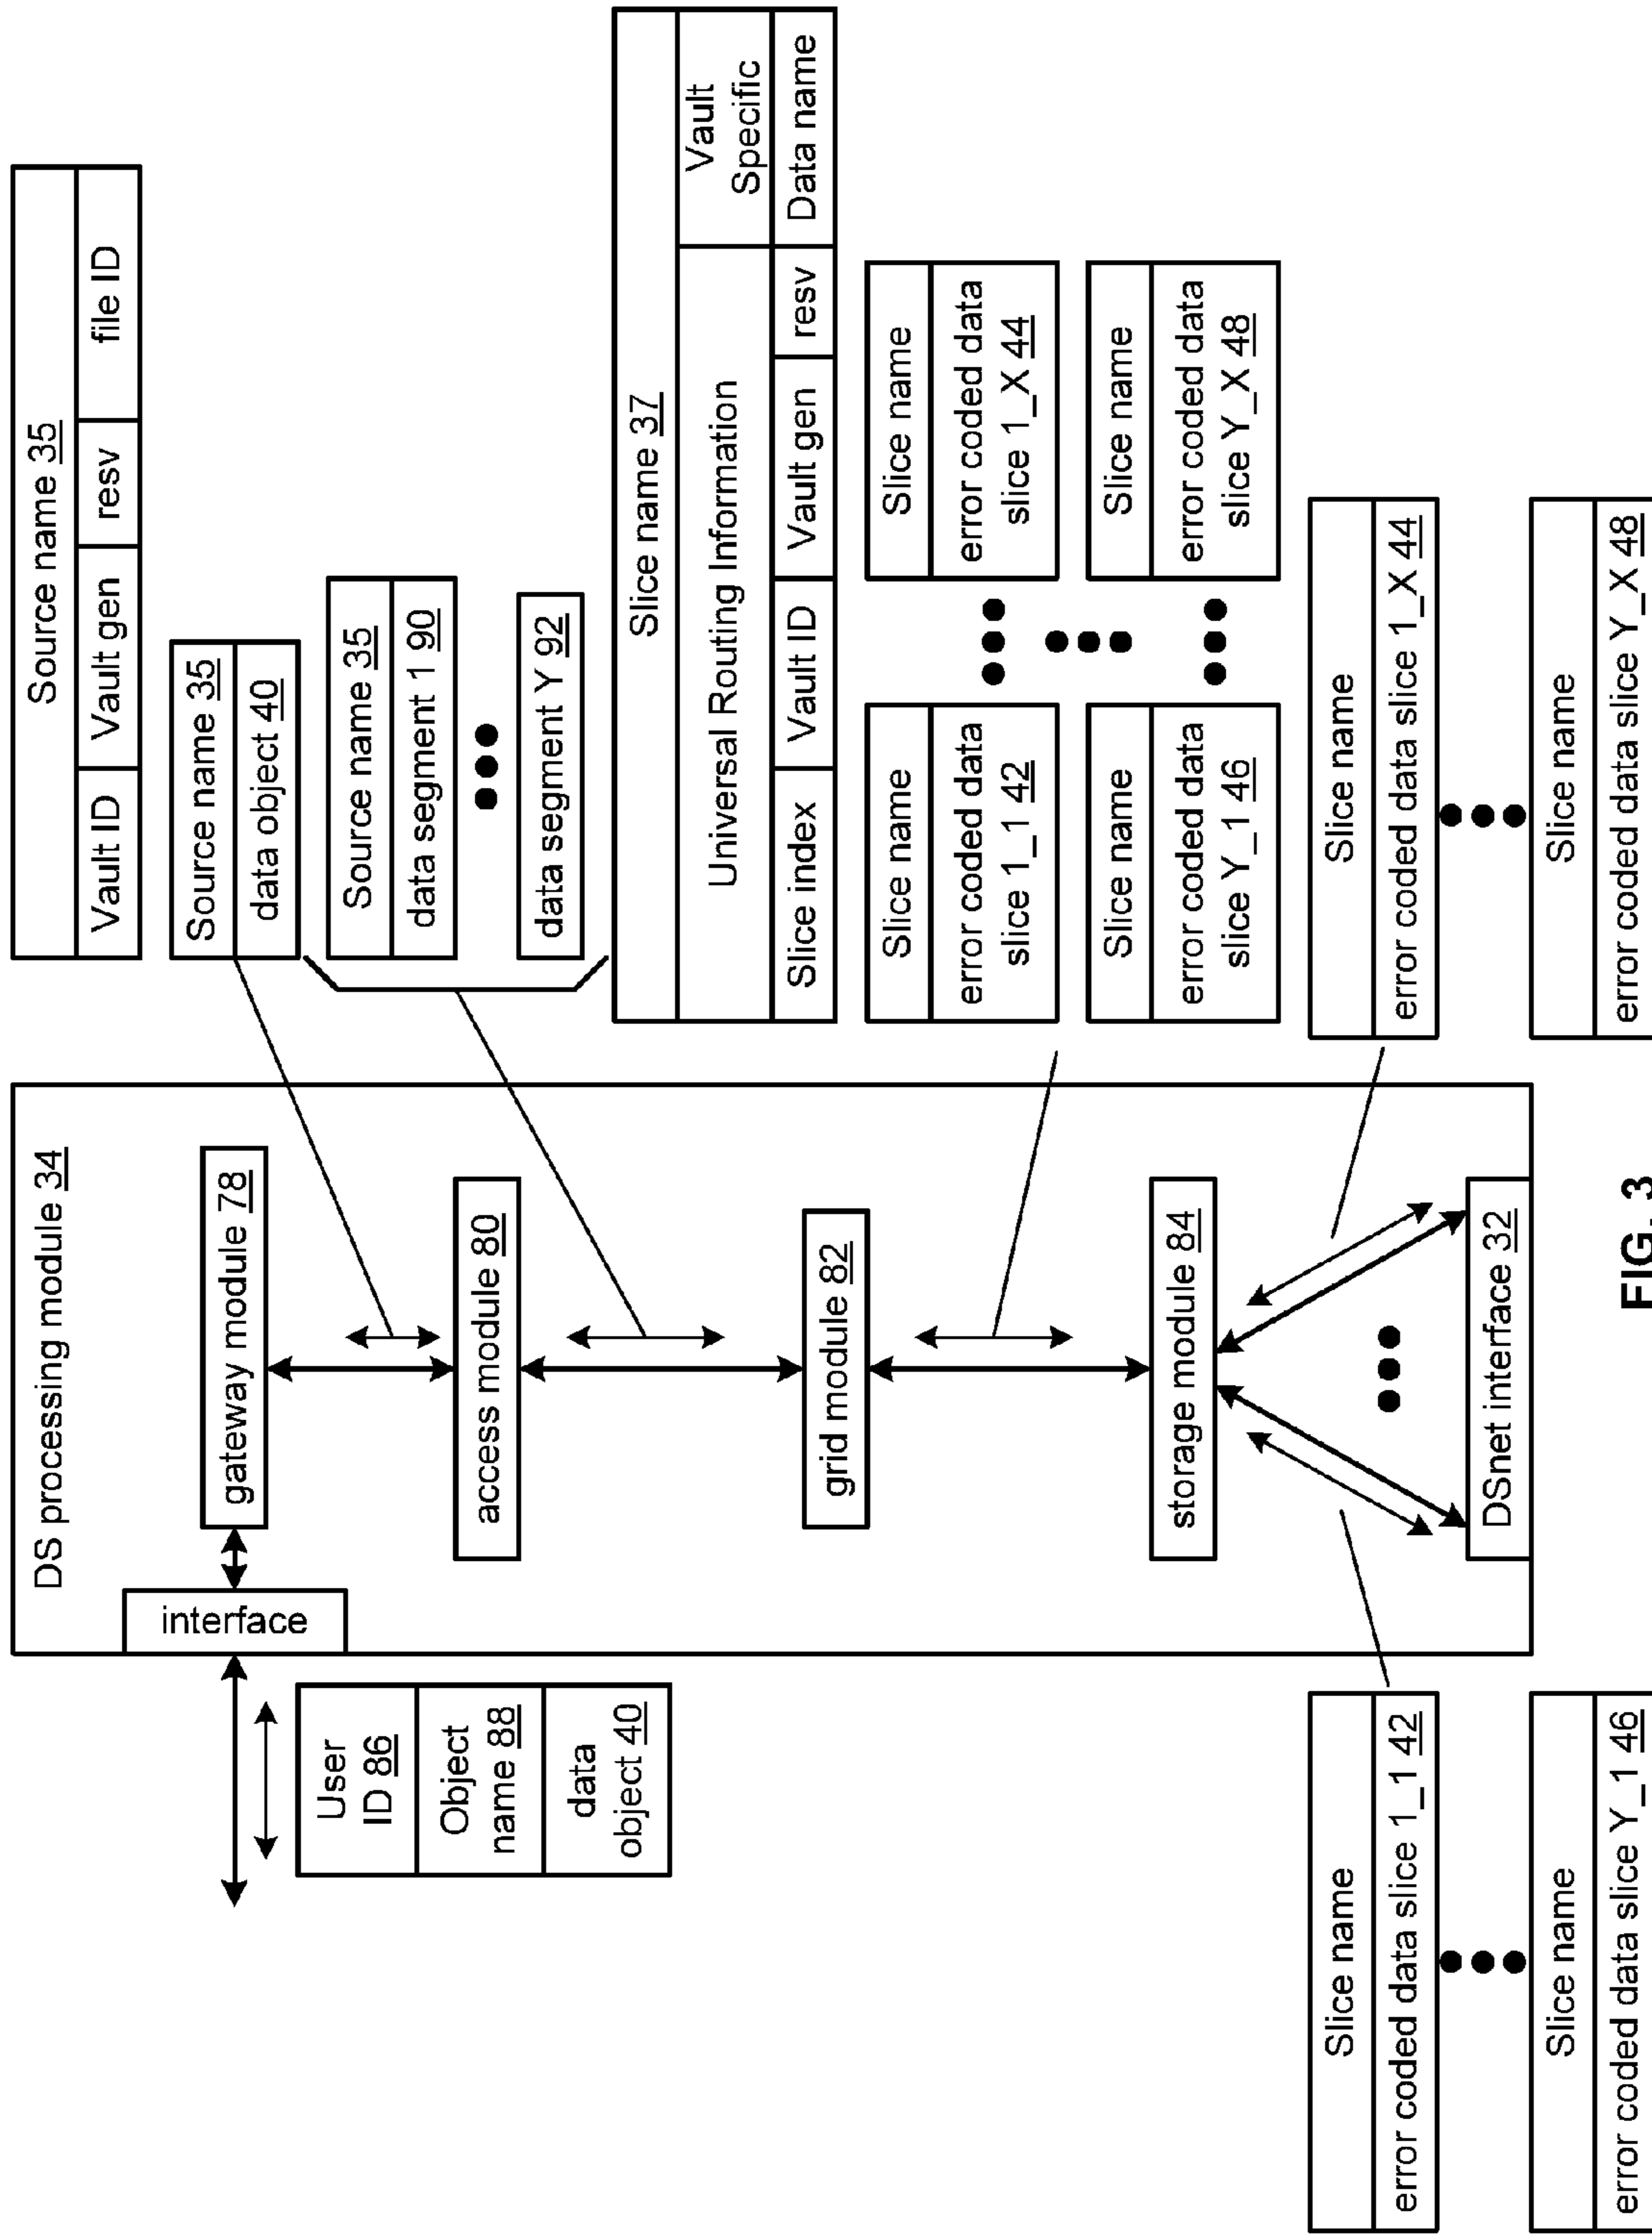 DS processing module 34
interface
gateway module 78
access module 80
grid module 82
storage module 84
DSnet interface 32
User
ID 86
Object
name 88
data
object 40
Source name 35
Vault ID
Vault gen
resv
file ID
Source name 35
data object 40
Source name 35
data segment 1 90
data segment Y 92
Slice name 37
Universal Routing Information
Vault
Specific
Slice index
Vault ID
Vault gen
resv
Data name
Slice name
error coded data
slice 1_1 42
Slice name
error coded data
slice 1_X 44
Slice name
error coded data
slice Y_1 46
Slice name
error coded data
slice Y_X 48
Slice name
error coded data slice 1_1 42
Slice name
error coded data slice Y_1 46
Slice name
error coded data slice 1_X 44
Slice name
error coded data slice Y_X 48
FIG. 3